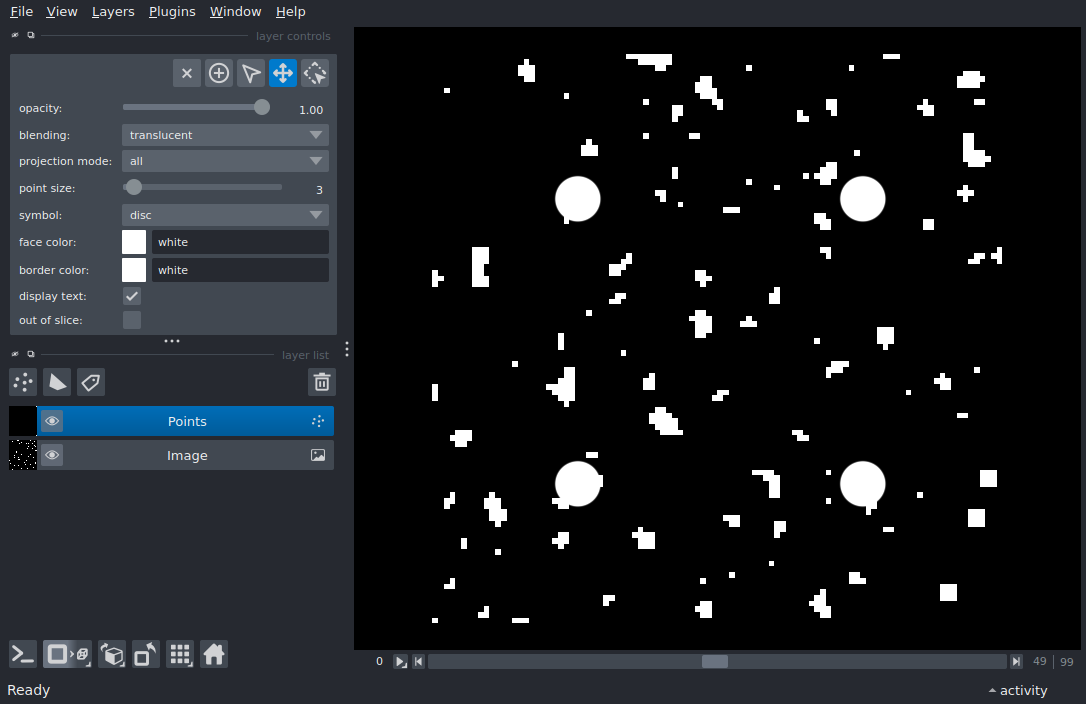 File View Layers Plugins Window Help
layer controls
opacity: 1.00
blending: translucent
projection mode: all
point size: 3
symbol: disc
face color: white
border color: white
display text:
out of slice:
layer list
Points
Image
0 49 99
Ready activity